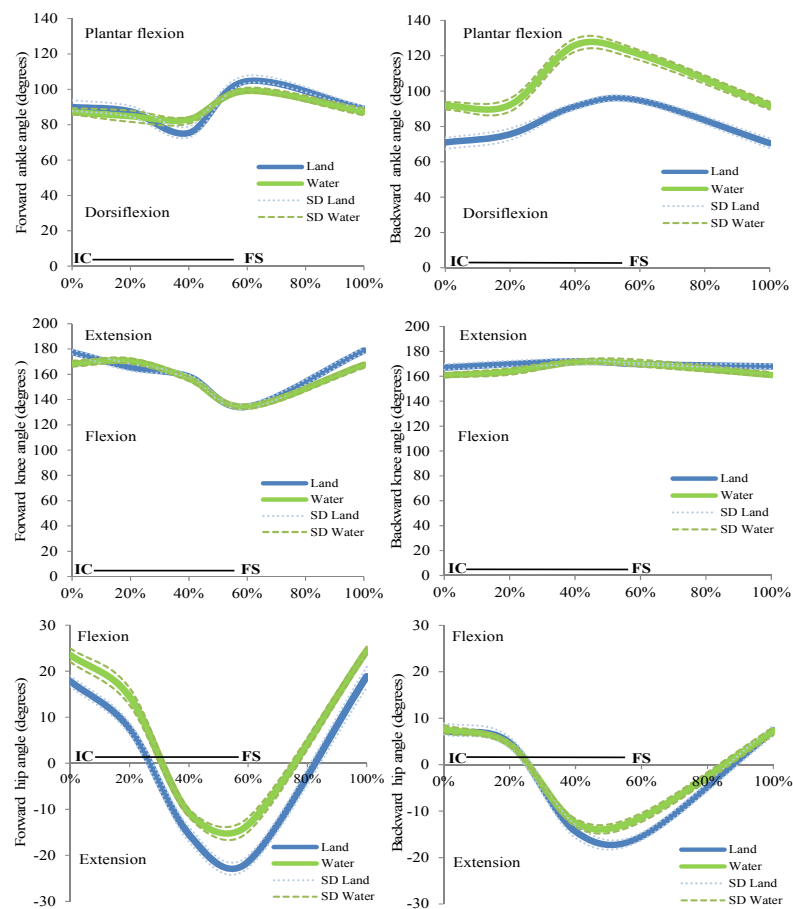 Forward ankle angle (degrees)
140
120
100
80
60
40
20
0
Plantar flexion
Dorsiflexion
Land
Water
SD Land
SD Water
IC FS
0% 20% 40% 60% 80% 100%
Backward ankle angle (degrees)
140
120
100
80
60
40
20
0
Plantar flexion
Dorsiflexion
Land
Water
SD Land
SD Water
IC FS
0% 20% 40% 60% 80% 100%
Forward knee angle (degrees)
200
180
160
140
120
100
80
60
40
20
0
Extension
Flexion
Land
Water
SD Land
SD Water
IC FS
0% 20% 40% 60% 80% 100%
Backward knee angle (degrees)
200
180
160
140
120
100
80
60
40
20
0
Extension
Flexion
Land
Water
SD Land
SD Water
IC FS
0% 20% 40% 60% 80% 100%
Forward hip angle (degrees)
30
20
10
0
-10
-20
-30
Flexion
IC FS
0% 20% 40% 60% 80% 100%
Extension
Land
Water
SD Land
SD Water
Backward hip angle (degrees)
30
20
10
0
-10
-20
-30
Flexion
IC FS
0% 20% 40% 60% 80% 100%
Extension
Land
Water
SD Land
SD Water